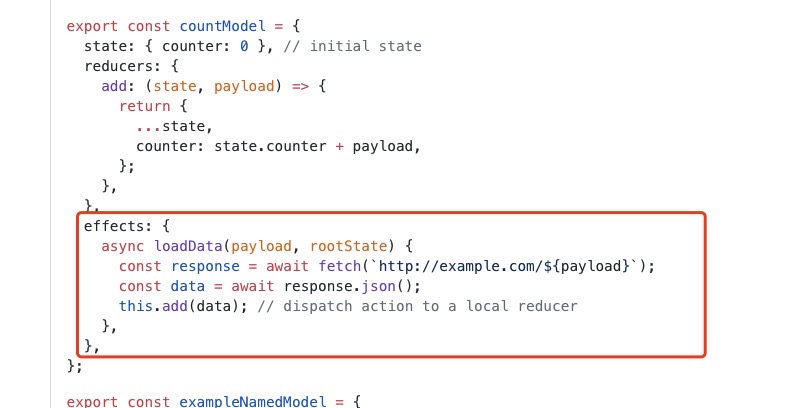 export const countModel = {
  state: { counter: 0 }, // initial state
  reducers: {
    add: (state, payload) => {
      return {
        ...state,
        counter: state.counter + payload,
      };
    },
  },
  effects: {
    async loadData(payload, rootState) {
      const response = await fetch(`http://example.com/${payload}`);
      const data = await response.json();
      this.add(data); // dispatch action to a local reducer
    },
  },
};
export const exampleNamedModel = {